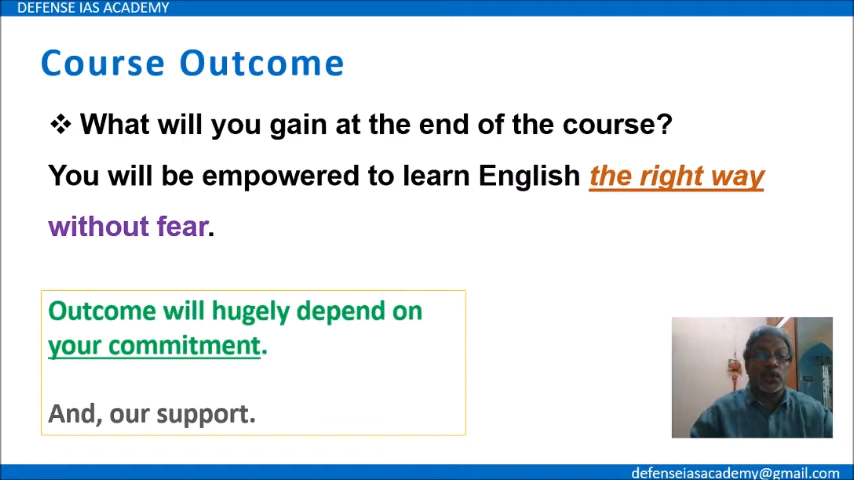 DEFENSE IAS ACADEMY
Course Outcome
❖ What will you gain at the end of the course?
You will be empowered to learn English the right way
without fear.
Outcome will hugely depend on
your commitment.
And, our support.
defenseiasacademy@gmail.com